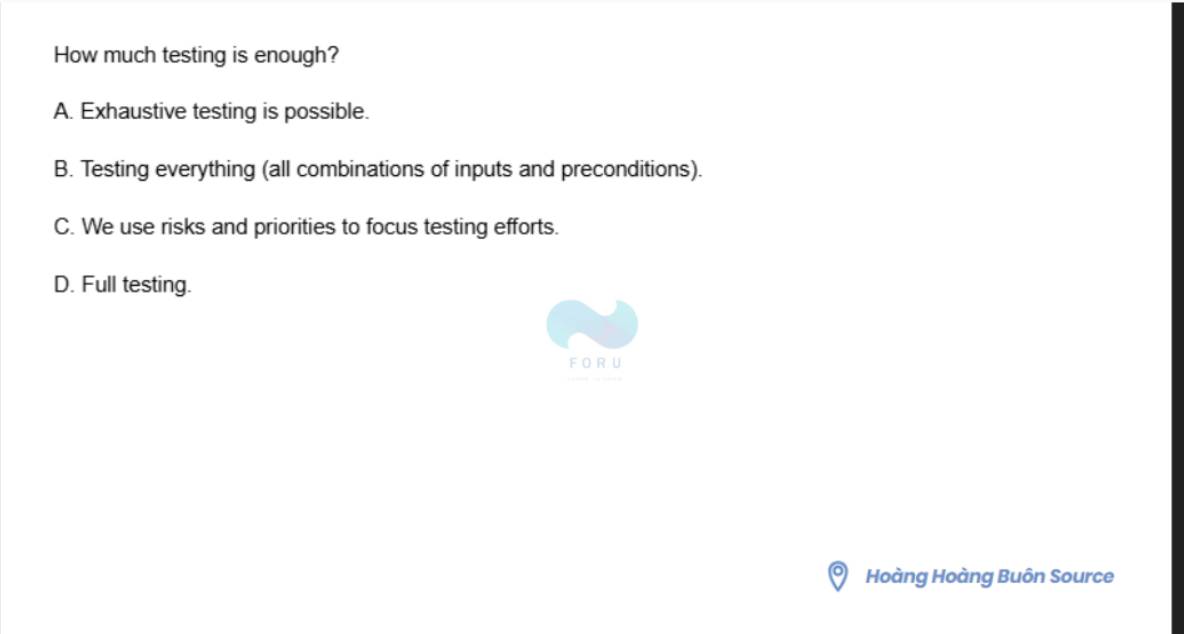 How much testing is enough?
A. Exhaustive testing is possible.
B. Testing everything (all combinations of inputs and preconditions).
C. We use risks and priorities to focus testing efforts.
D. Full testing.
FORU
Hoàng Hoàng Buôn Source